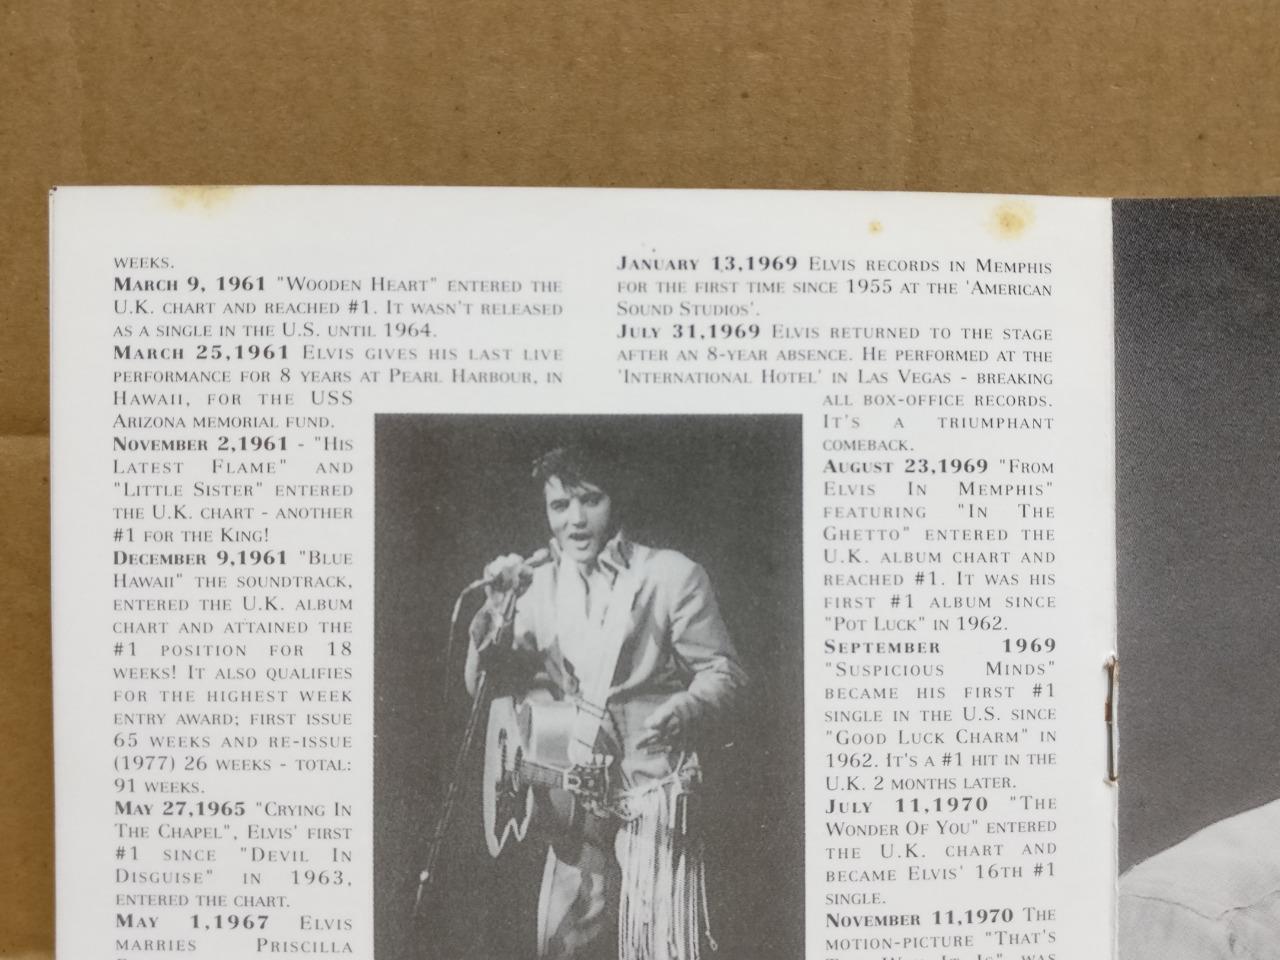 WEEKS.
MARCH 9, 1961 "WOODEN HEART" ENTERED THE
U.K. CHART AND REACHED #1. IT WASN'T RELEASED
AS A SINGLE IN THE U.S. UNTIL 1964.
MARCH 25,1961 ELVIS GIVES HIS LAST LIVE
PERFORMANCE FOR 8 YEARS AT PEARL HARBOUR, IN
HAWAII, FOR THE USS
ARIZONA MEMORIAL FUND.
NOVEMBER 2,1961 - "HIS
LATEST FLAME" AND
"LITTLE SISTER" ENTERED
THE U.K. CHART - ANOTHER
#1 FOR THE KING!
DECEMBER 9,1961 "BLUE
HAWAII" THE SOUNDTRACK,
ENTERED THE U.K. ALBUM
CHART AND ATTAINED THE
#1 POSITION FOR 18
WEEKS! IT ALSO QUALIFIES
FOR THE HIGHEST WEEK
ENTRY AWARD; FIRST ISSUE
65 WEEKS AND RE-ISSUE
(1977) 26 WEEKS - TOTAL:
91 WEEKS.
MAY 27,1965 "CRYING IN
THE CHAPEL", ELVIS' FIRST
#1 SINCE "DEVIL IN
DISGUISE" IN 1963,
ENTERED THE CHART.
MAY 1,1967 ELVIS
MARRIES PRISCILLA
JANUARY 13,1969 ELVIS RECORDS IN MEMPHIS
FOR THE FIRST TIME SINCE 1955 AT THE 'AMERICAN
SOUND STUDIOS'.
JULY 31,1969 ELVIS RETURNED TO THE STAGE
AFTER AN 8-YEAR ABSENCE. HE PERFORMED AT THE
'INTERNATIONAL HOTEL' IN LAS VEGAS - BREAKING
ALL BOX-OFFICE RECORDS.
IT'S A TRIUMPHANT
COMEBACK.
AUGUST 23,1969 "FROM
ELVIS IN MEMPHIS"
FEATURING "IN THE
GHETTO" ENTERED THE
U.K. ALBUM CHART AND
REACHED #1. IT WAS HIS
FIRST #1 ALBUM SINCE
"POT LUCK" IN 1962.
SEPTEMBER 1969
"SUSPICIOUS MINDS"
BECAME HIS FIRST #1
SINGLE IN THE U.S. SINCE
"GOOD LUCK CHARM" IN
1962. IT'S A #1 HIT IN THE
U.K. 2 MONTHS LATER.
JULY 11,1970 "THE
WONDER OF YOU" ENTERED
THE U.K. CHART AND
BECAME ELVIS' 16TH #1
SINGLE.
NOVEMBER 11,1970 THE
MOTION-PICTURE "THAT'S
THE WAY IT IS" WAS